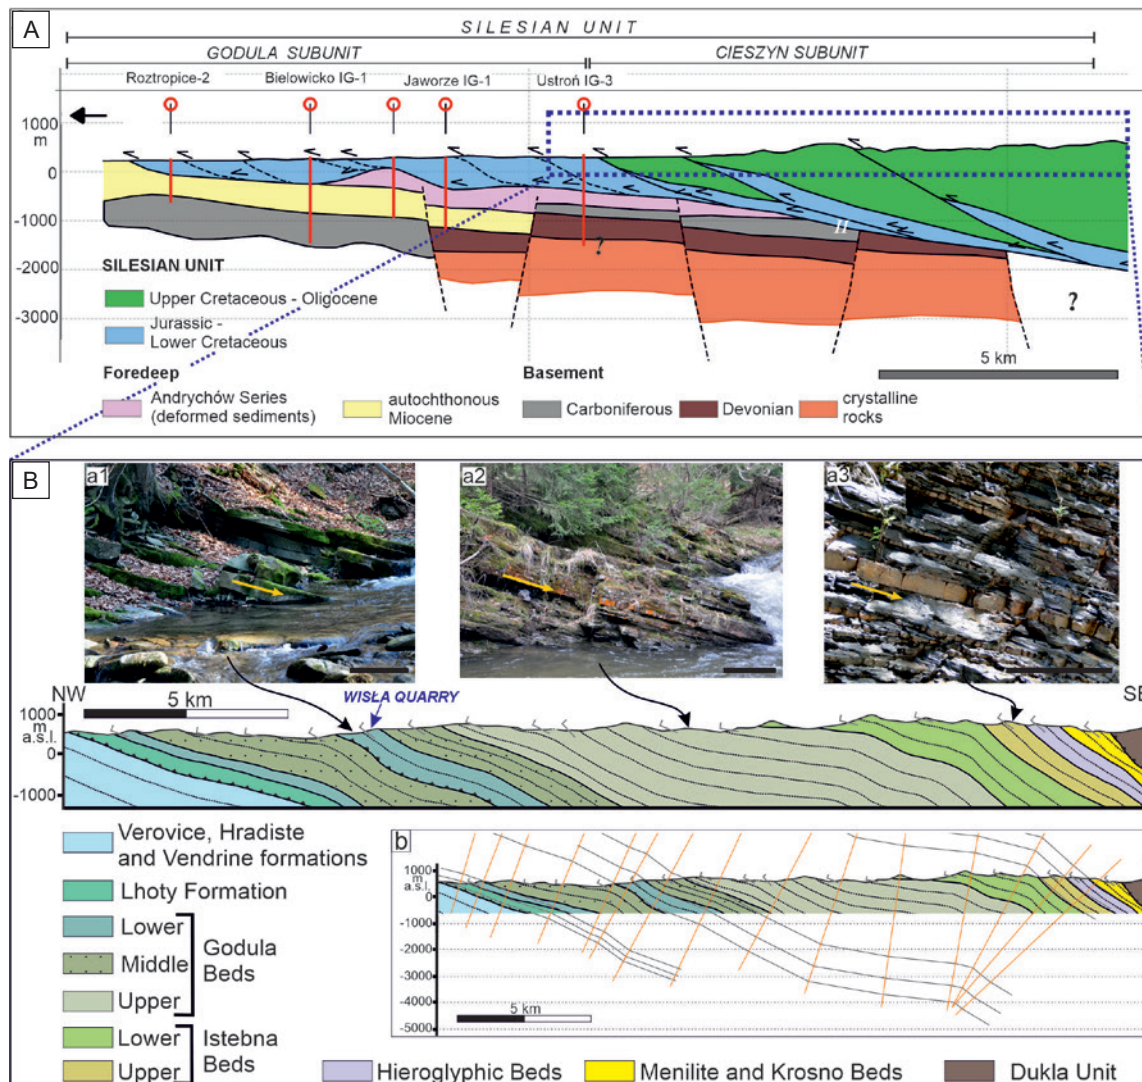 A
SILESIAN UNIT
GODULA SUBUNIT
CIESZYN SUBUNIT
Roztropice-2
Bielowicko IG-1
Jaworze IG-1
Ustroń IG-3
1000
m
0
-1000
-2000
-3000
II
?
?
SILESIAN UNIT
Upper Cretaceous - Oligocene
Jurassic -
Lower Cretaceous
5 km
Foredeep
Basement
Andrychów Series
(deformed sediments)
autochthonous
Miocene
Carboniferous
Devonian
crystalline
rocks
B
a1
a2
a3
NW
5 km
WISŁA QUARRY
SE
1000
m
a.s.l.
0
-1000
Verovice, Hradiste
and Vendrine formations
Lhoty Formation
Lower
Middle
Upper
Godula
Beds
Lower
Upper
Istebna
Beds
b
1000
m
a.s.l.
0
-1000
-2000
-3000
-4000
-5000
5 km
Hieroglyphic Beds
Menilite and Krosno Beds
Dukla Unit